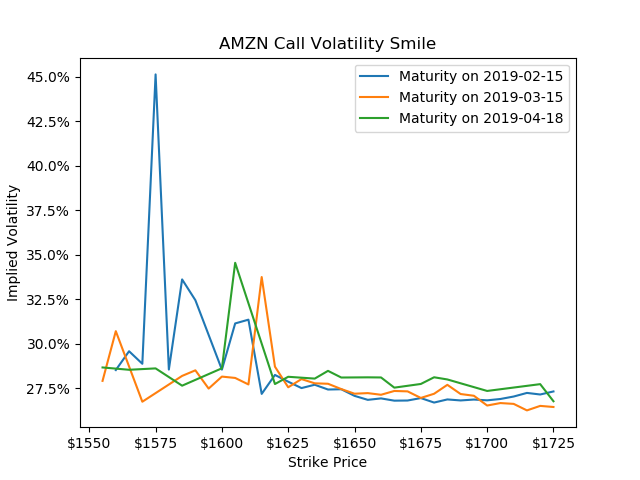 AMZN Call Volatility Smile
Maturity on 2019-02-15
Maturity on 2019-03-15
Maturity on 2019-04-18
Implied Volatility
45.0%
42.5%
40.0%
37.5%
35.0%
32.5%
30.0%
27.5%
$1550 $1575 $1600 $1625 $1650 $1675 $1700 $1725
Strike Price